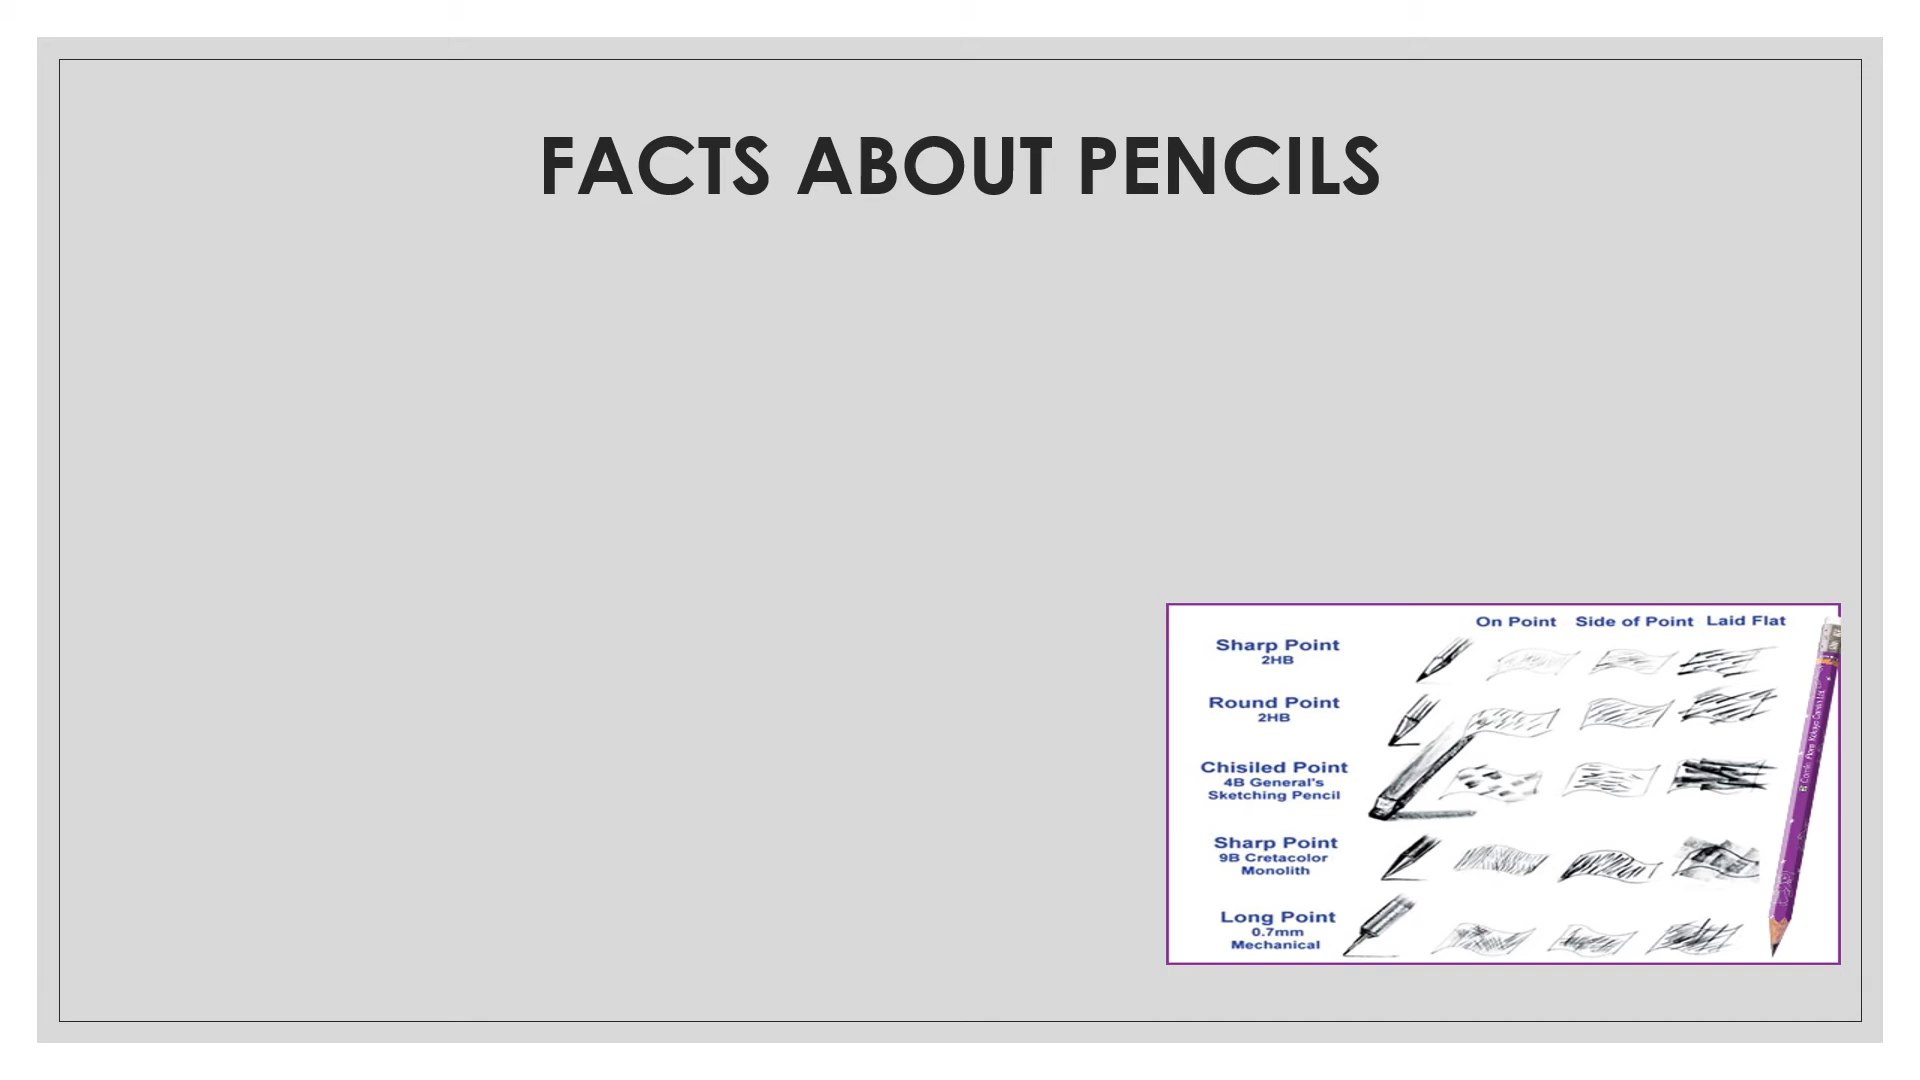 FACTS ABOUT PENCILS
On Point Side of Point Laid Flat
Sharp Point
2HB
Round Point
2HB
Chisiled Point
4B General's
Sketching Pencil
Sharp Point
9B Cretacolor
Monolith
Long Point
0.7mm
Mechanical